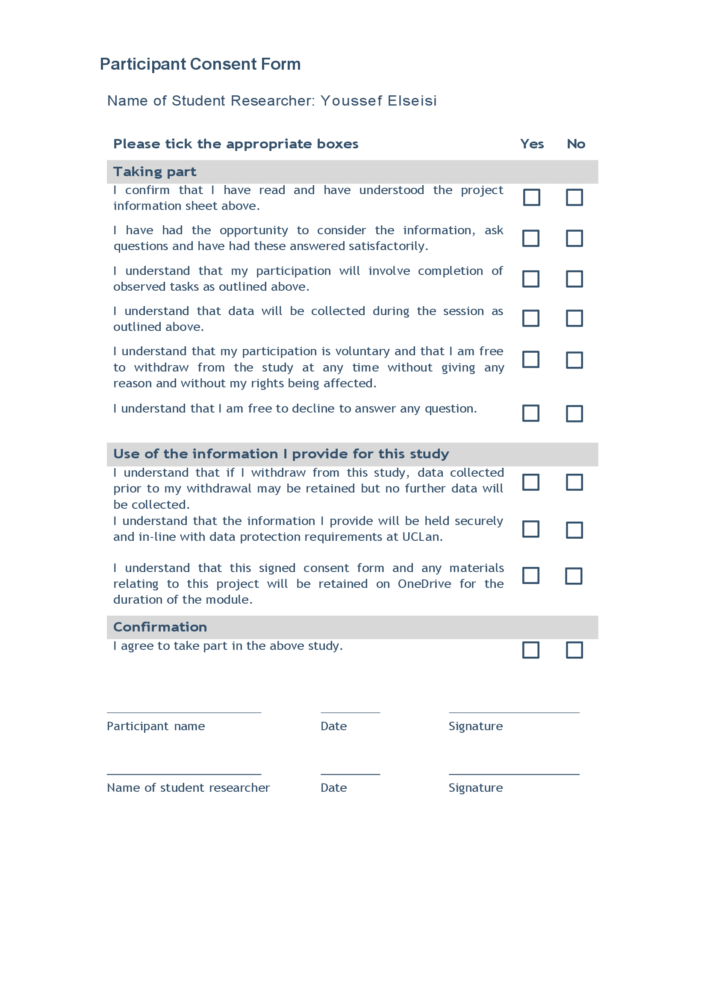 Participant Consent Form
Name of Student Researcher: Youssef Elseisi
Please tick the appropriate boxes Yes No
Taking part
I confirm that I have read and have understood the project
information sheet above.
I have had the opportunity to consider the information, ask
questions and have had these answered satisfactorily.
I understand that my participation will involve completion of
observed tasks as outlined above.
I understand that data will be collected during the session as
outlined above.
I understand that my participation is voluntary and that I am free
to withdraw from the study at any time without giving any
reason and without my rights being affected.
I understand that I am free to decline to answer any question.
Use of the information I provide for this study
I understand that if I withdraw from this study, data collected
prior to my withdrawal may be retained but no further data will
be collected.
I understand that the information I provide will be held securely
and in-line with data protection requirements at UCLan.
I understand that this signed consent form and any materials
relating to this project will be retained on OneDrive for the
duration of the module.
Confirmation
I agree to take part in the above study.
Participant name Date Signature
Name of student researcher Date Signature